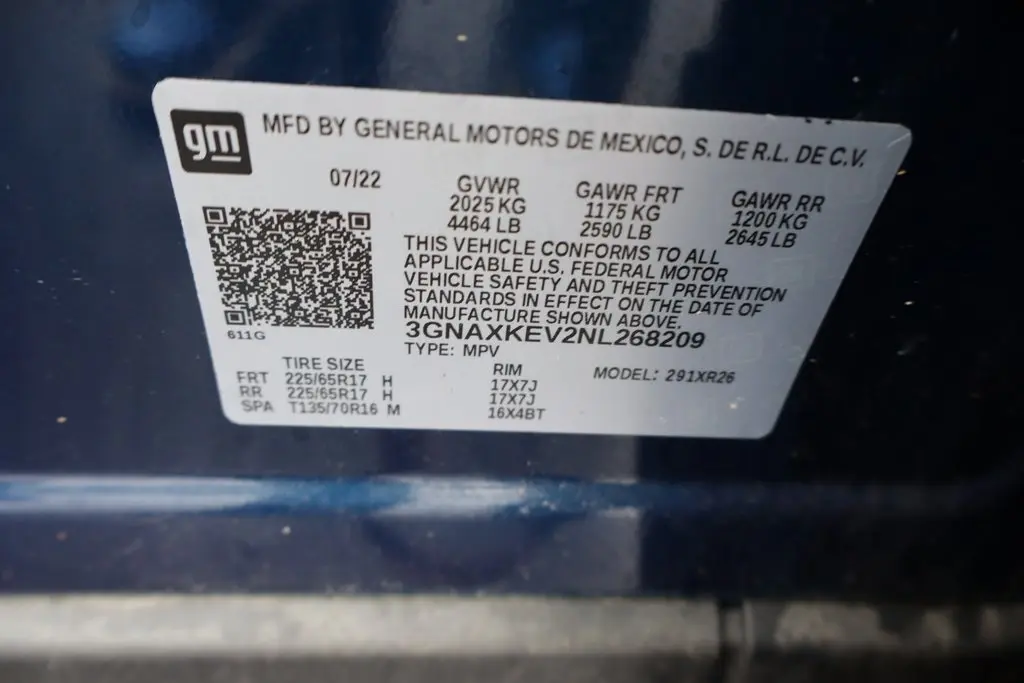 gm
MFD BY GENERAL MOTORS DE MEXICO, S. DE R.L. DE C.V.
07/22
GVWR GAWR FRT GAWR RR
2025 KG 1175 KG 1200 KG
4464 LB 2590 LB 2645 LB
THIS VEHICLE CONFORMS TO ALL
APPLICABLE U.S. FEDERAL MOTOR
VEHICLE SAFETY AND THEFT PREVENTION
STANDARDS IN EFFECT ON THE DATE OF
MANUFACTURE SHOWN ABOVE.
611G
3GNAXKEV2NL268209
TYPE: MPV
TIRE SIZE RIM MODEL: 291XR26
FRT 225/65R17 H 17X7J
RR 225/65R17 H 17X7J
SPA T135/70R16 M 16X4BT